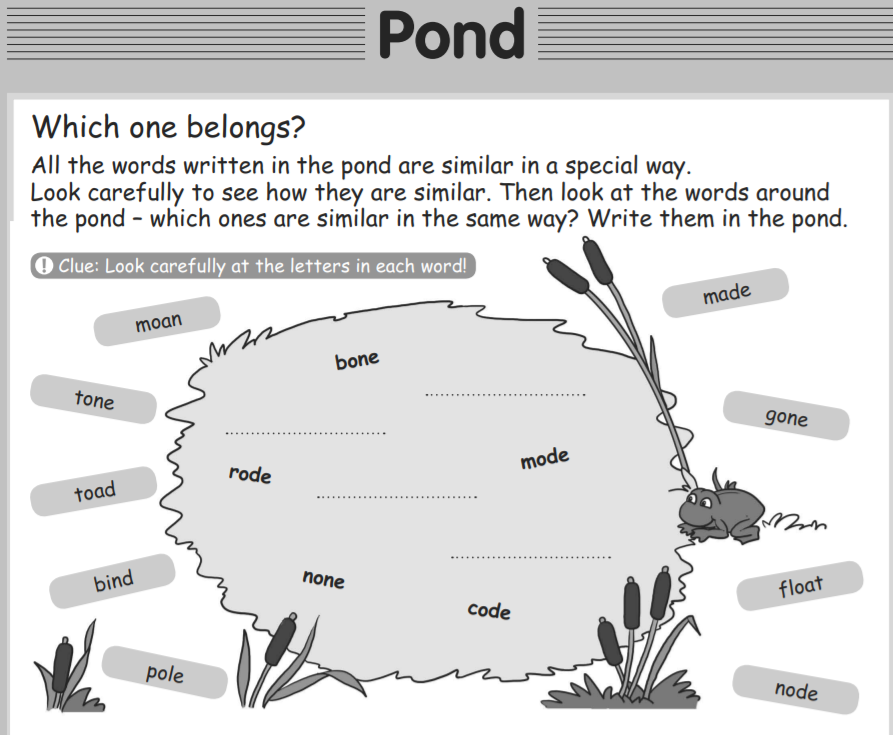 Pond
Which one belongs?
All the words written in the pond are similar in a special way.
Look carefully to see how they are similar. Then look at the words around
the pond – which ones are similar in the same way? Write them in the pond.
! Clue: Look carefully at the letters in each word!
made
moan
bone
tone
gone
mode
rode
toad
none
bind
float
code
pole
node